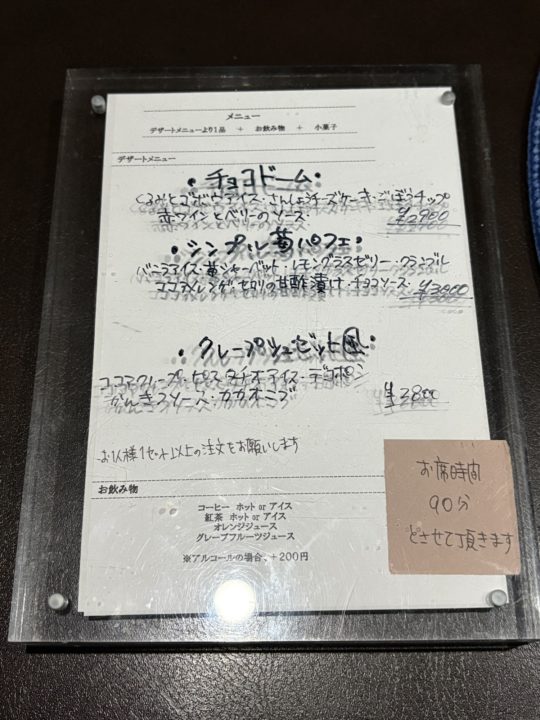 メニュー
デザートメニューより1品 + お飲み物 + 小菓子
デザートメニュー
・チョコドーム・
くるみとゴボウアイス・さんしょチーズケーキ・ごぼうチップ
赤ワインとベリーのソース ¥2900
・シンプル苺パフェ・
バニラアイス・苺シャーベット・レモングラスゼリー・クランブル
ココアメレンゲ・セロリの甘酢漬け・チョコソース ¥3000
・クレープシュゼット風・
ココアクレープ・ピスタチオアイス・デコポン
かんきつソース・カカオニブ ¥2800
お1人様1セット以上の注文をお願いします
お飲み物
コーヒー ホット or アイス
紅茶 ホット or アイス
オレンジジュース
グレープフルーツジュース
※アルコールの場合、+200円
お席時間
90分
とさせて頂きます